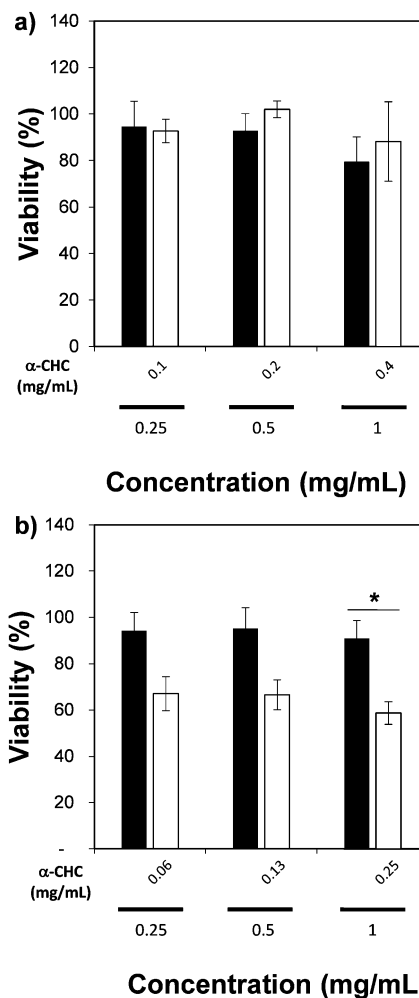 a)
140
120
100
80
60
40
20
0
Viability (%)
α-CHC
(mg/mL)
0.1
0.2
0.4
0.25
0.5
1
Concentration (mg/mL)
b)
140
120
100
80
60
40
20
-
Viability (%)
*
α-CHC
(mg/mL)
0.06
0.13
0.25
0.25
0.5
1
Concentration (mg/mL